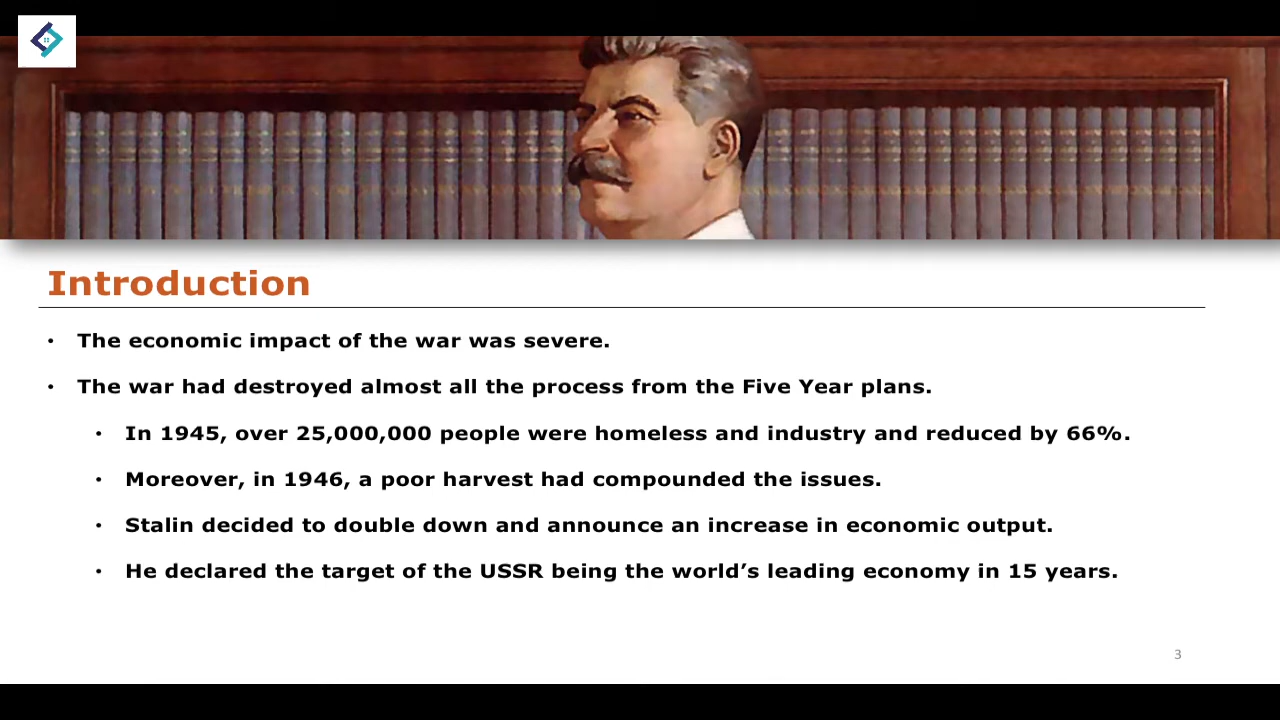 Introduction
• The economic impact of the war was severe.
• The war had destroyed almost all the process from the Five Year plans.
• In 1945, over 25,000,000 people were homeless and industry and reduced by 66%.
• Moreover, in 1946, a poor harvest had compounded the issues.
• Stalin decided to double down and announce an increase in economic output.
• He declared the target of the USSR being the world’s leading economy in 15 years.
3